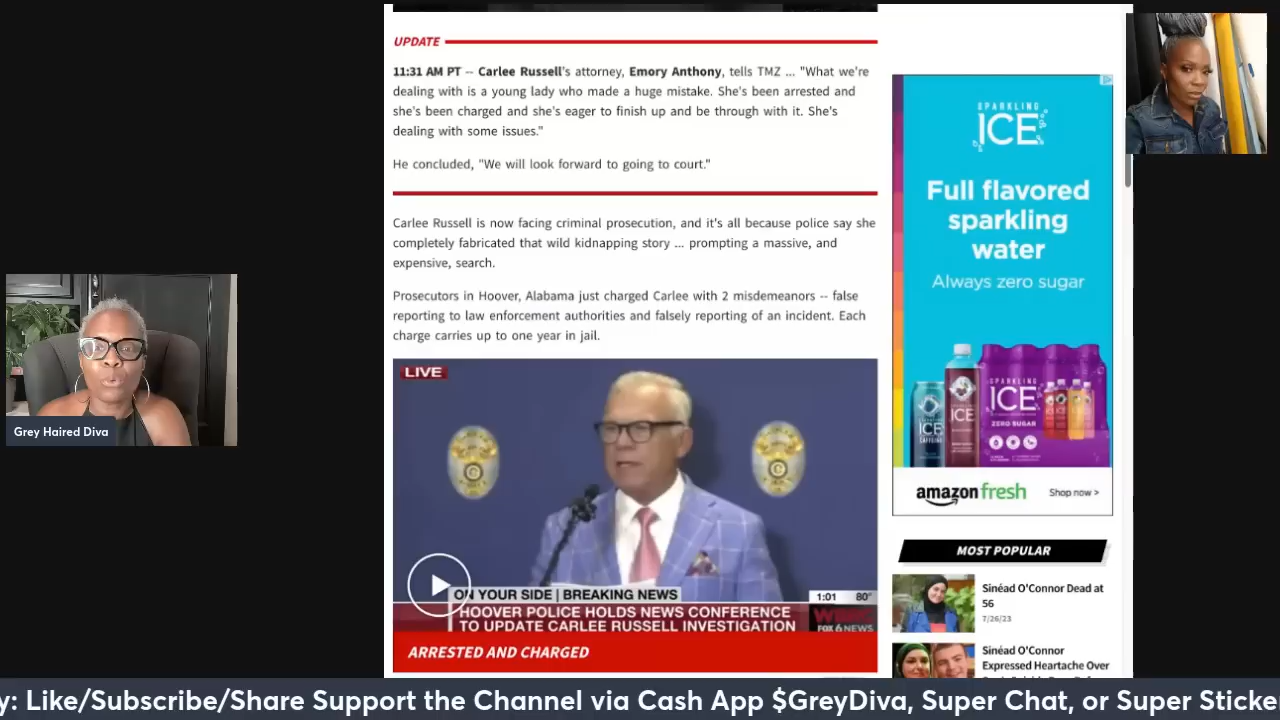 UPDATE
11:31 AM PT -- Carlee Russell's attorney, Emory Anthony, tells TMZ ... "What we're
dealing with is a young lady who made a huge mistake. She's been arrested and
she's been charged and she's eager to finish up and be through with it. She's
dealing with some issues."
He concluded, "We will look forward to going to court."
Carlee Russell is now facing criminal prosecution, and it's all because police say she
completely fabricated that wild kidnapping story ... prompting a massive, and
expensive, search.
Prosecutors in Hoover, Alabama just charged Carlee with 2 misdemeanors -- false
reporting to law enforcement authorities and falsely reporting of an incident. Each
charge carries up to one year in jail.
LIVE
ON YOUR SIDE | BREAKING NEWS
1:01 80°
HOOVER POLICE HOLDS NEWS CONFERENCE
TO UPDATE CARLEE RUSSELL INVESTIGATION
FOX 6 NEWS
ARRESTED AND CHARGED
SPARKLING
ICE
Full flavored
sparkling
water
Always zero sugar
SPARKLING
ICE
ZERO SUGAR
ICE
ICE
amazon fresh
Shop now >
MOST POPULAR
Sinéad O'Connor Dead at
56
7/26/23
Sinéad O'Connor
Expressed Heartache Over
Grey Haired Diva
y: Like/Subscribe/Share Support the Channel via Cash App $GreyDiva, Super Chat, or Super Sticke